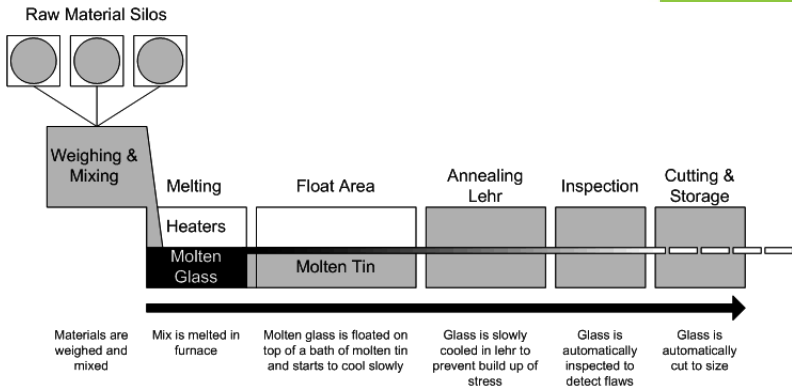 Raw Material Silos
Weighing &
Mixing
Melting
Float Area
Annealing
Lehr
Inspection
Cutting &
Storage
Heaters
Molten
Glass
Molten Tin
Materials are
weighed and
mixed
Mix is melted in
furnace
Molten glass is floated on
top of a bath of molten tin
and starts to cool slowly
Glass is slowly
cooled in lehr to
prevent build up of
stress
Glass is
automatically
inspected to
detect flaws
Glass is
automatically
cut to size